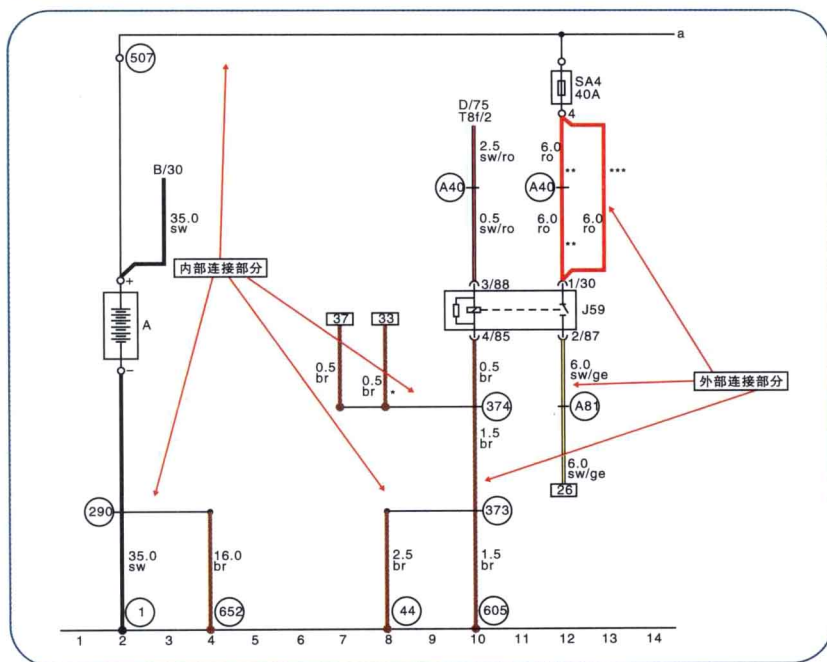 a
507
SA4
40A
4
D/75
T8f/2
B/30
2.5
sw/ro
6.0
ro
**
***
A40
A40
35.0
sw
0.5
sw/ro
6.0
ro
6.0
ro
**
内部连接部分
+
3/88
1/30
A
J59
37
33
4/85
2/87
−
0.5
br
0.5
br
*
0.5
br
6.0
sw/ge
外部连接部分
374
A81
1.5
br
6.0
sw/ge
26
290
373
35.0
sw
16.0
br
2.5
br
1.5
br
1
652
44
605
1 2 3 4 5 6 7 8 9 10 11 12 13 14